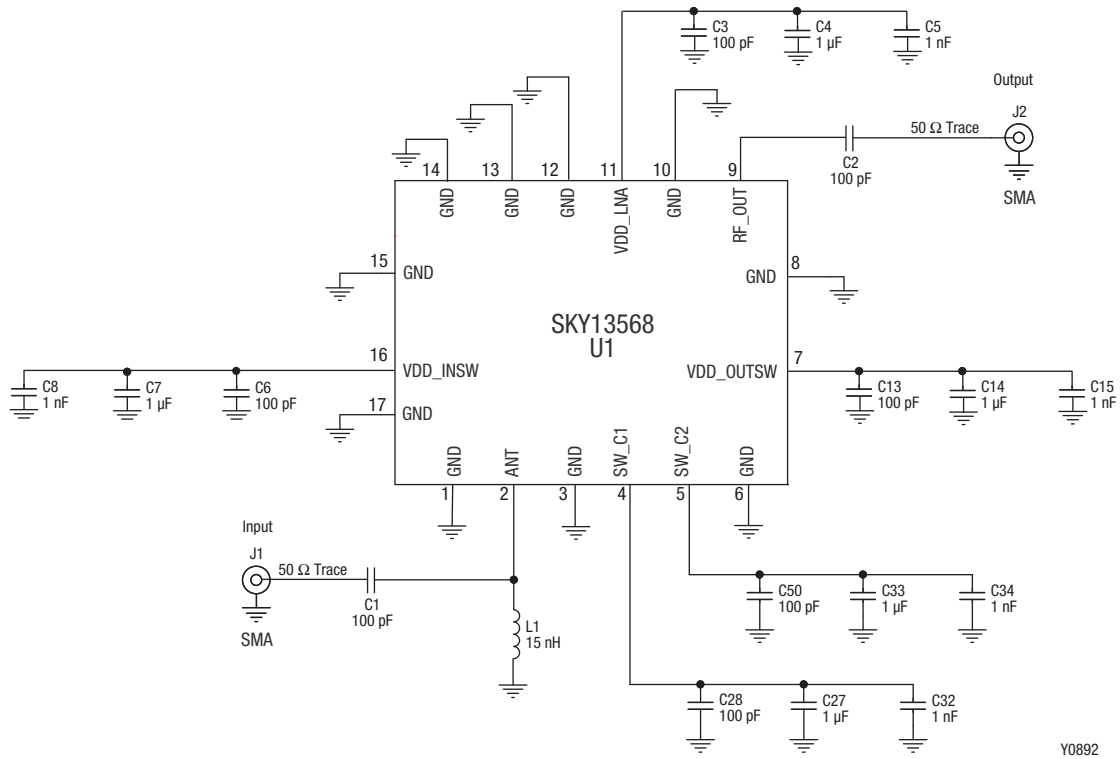 C3
100 pF
C4
1 µF
C5
1 nF
Output
J2
50 Ω Trace
C2
100 pF
SMA
14
13
12
11
10
9
GND
GND
GND
VDD_LNA
GND
RF_OUT
15
GND
8
GND
SKY13568
U1
16
VDD_INSW
7
VDD_OUTSW
C8
1 nF
C7
1 µF
C6
100 pF
C13
100 pF
C14
1 µF
C15
1 nF
17
GND
GND
ANT
GND
SW_C1
SW_C2
GND
1
2
3
4
5
6
Input
J1
50 Ω Trace
C1
100 pF
SMA
L1
15 nH
C50
100 pF
C33
1 µF
C34
1 nF
C28
100 pF
C27
1 µF
C32
1 nF
Y0892